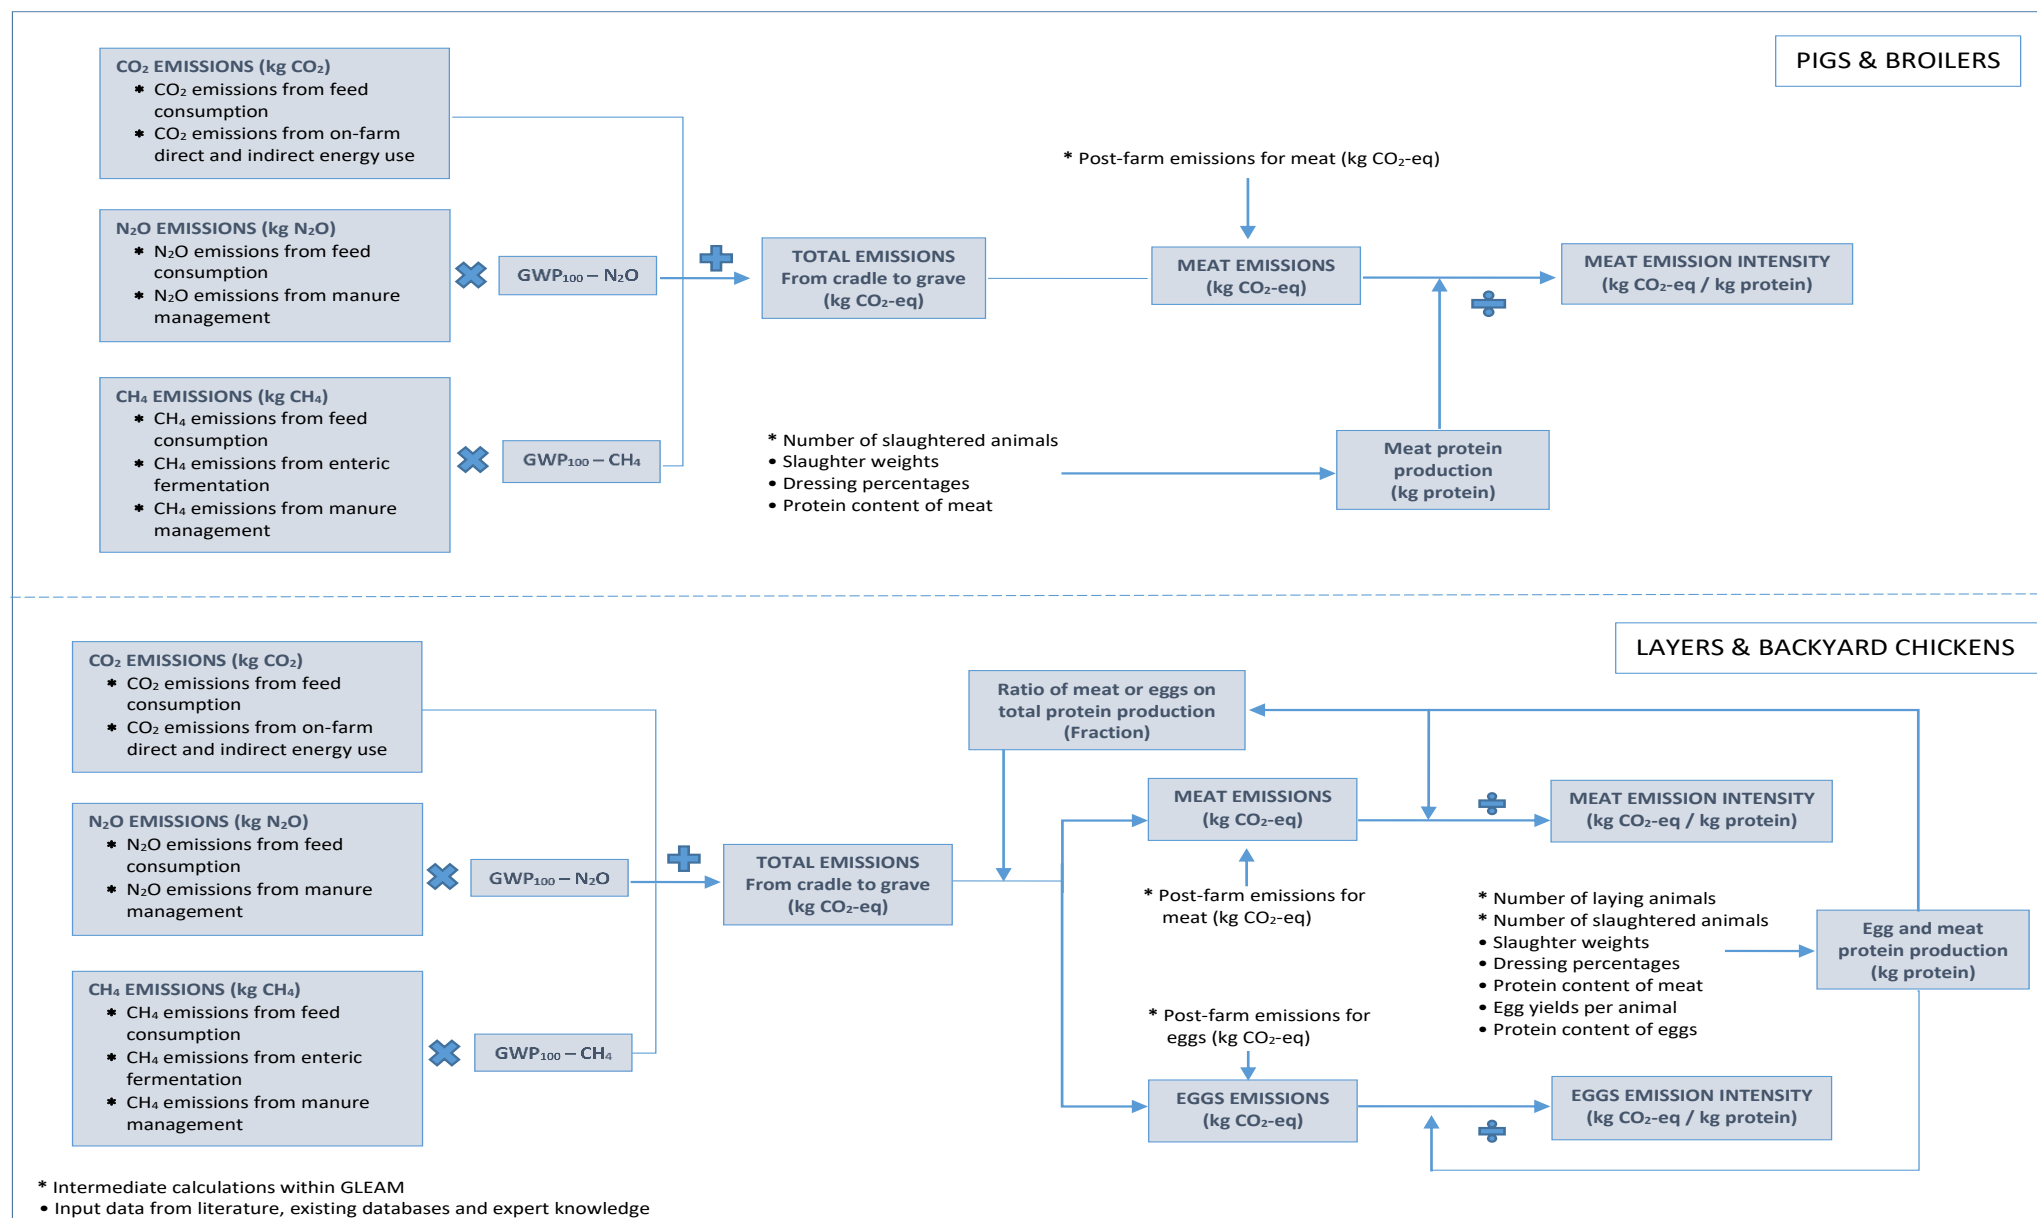 PIGS & BROILERS
CO₂ EMISSIONS (kg CO₂)
* CO₂ emissions from feed
consumption
* CO₂ emissions from on-farm
direct and indirect energy use
N₂O EMISSIONS (kg N₂O)
* N₂O emissions from feed
consumption
* N₂O emissions from manure
management
CH₄ EMISSIONS (kg CH₄)
* CH₄ emissions from feed
consumption
* CH₄ emissions from enteric
fermentation
* CH₄ emissions from manure
management
GWP₁₀₀ – N₂O
GWP₁₀₀ – CH₄
TOTAL EMISSIONS
From cradle to grave
(kg CO₂-eq)
* Post-farm emissions for meat (kg CO₂-eq)
MEAT EMISSIONS
(kg CO₂-eq)
MEAT EMISSION INTENSITY
(kg CO₂-eq / kg protein)
* Number of slaughtered animals
• Slaughter weights
• Dressing percentages
• Protein content of meat
Meat protein
production
(kg protein)
LAYERS & BACKYARD CHICKENS
CO₂ EMISSIONS (kg CO₂)
* CO₂ emissions from feed
consumption
* CO₂ emissions from on-farm
direct and indirect energy use
N₂O EMISSIONS (kg N₂O)
* N₂O emissions from feed
consumption
* N₂O emissions from manure
management
CH₄ EMISSIONS (kg CH₄)
* CH₄ emissions from feed
consumption
* CH₄ emissions from enteric
fermentation
* CH₄ emissions from manure
management
GWP₁₀₀ – N₂O
GWP₁₀₀ – CH₄
TOTAL EMISSIONS
From cradle to grave
(kg CO₂-eq)
Ratio of meat or eggs on
total protein production
(Fraction)
MEAT EMISSIONS
(kg CO₂-eq)
* Post-farm emissions for
meat (kg CO₂-eq)
* Post-farm emissions for
eggs (kg CO₂-eq)
EGGS EMISSIONS
(kg CO₂-eq)
MEAT EMISSION INTENSITY
(kg CO₂-eq / kg protein)
* Number of laying animals
* Number of slaughtered animals
• Slaughter weights
• Dressing percentages
• Protein content of meat
• Egg yields per animal
• Protein content of eggs
Egg and meat
protein production
(kg protein)
EGGS EMISSION INTENSITY
(kg CO₂-eq / kg protein)
* Intermediate calculations within GLEAM
• Input data from literature, existing databases and expert knowledge